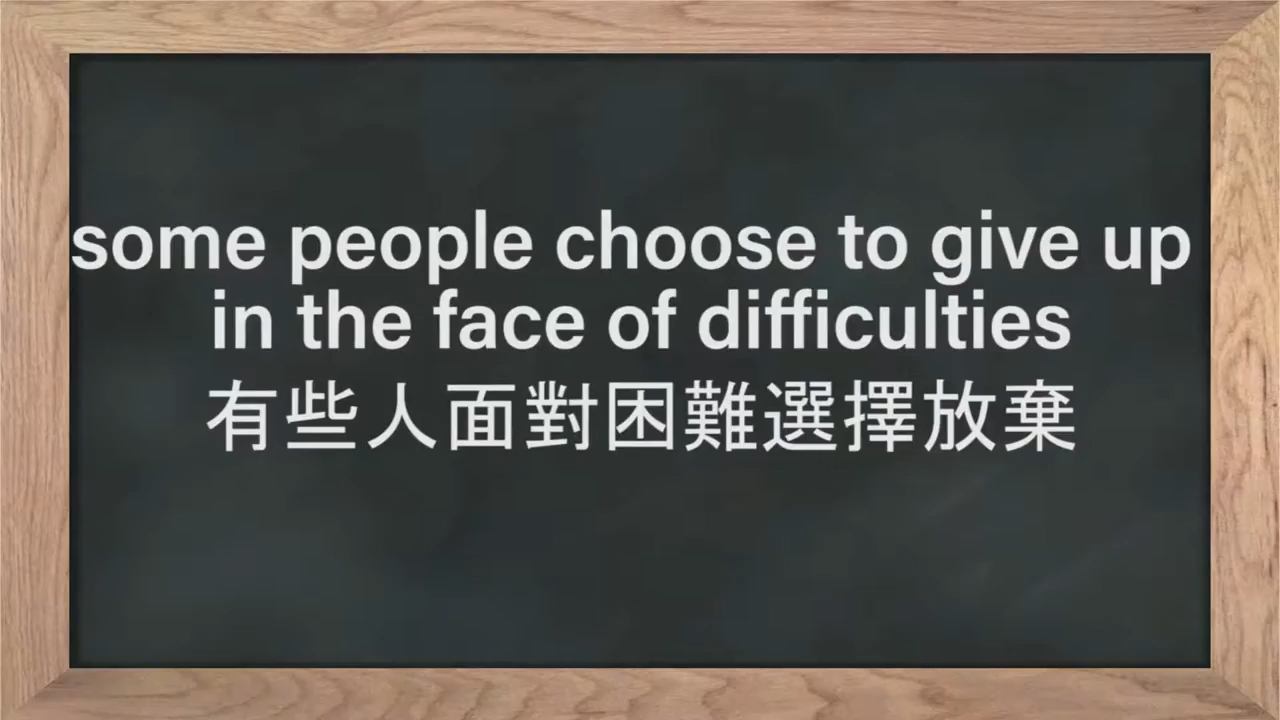 some people choose to give up
in the face of difficulties
有些人面對困難選擇放棄